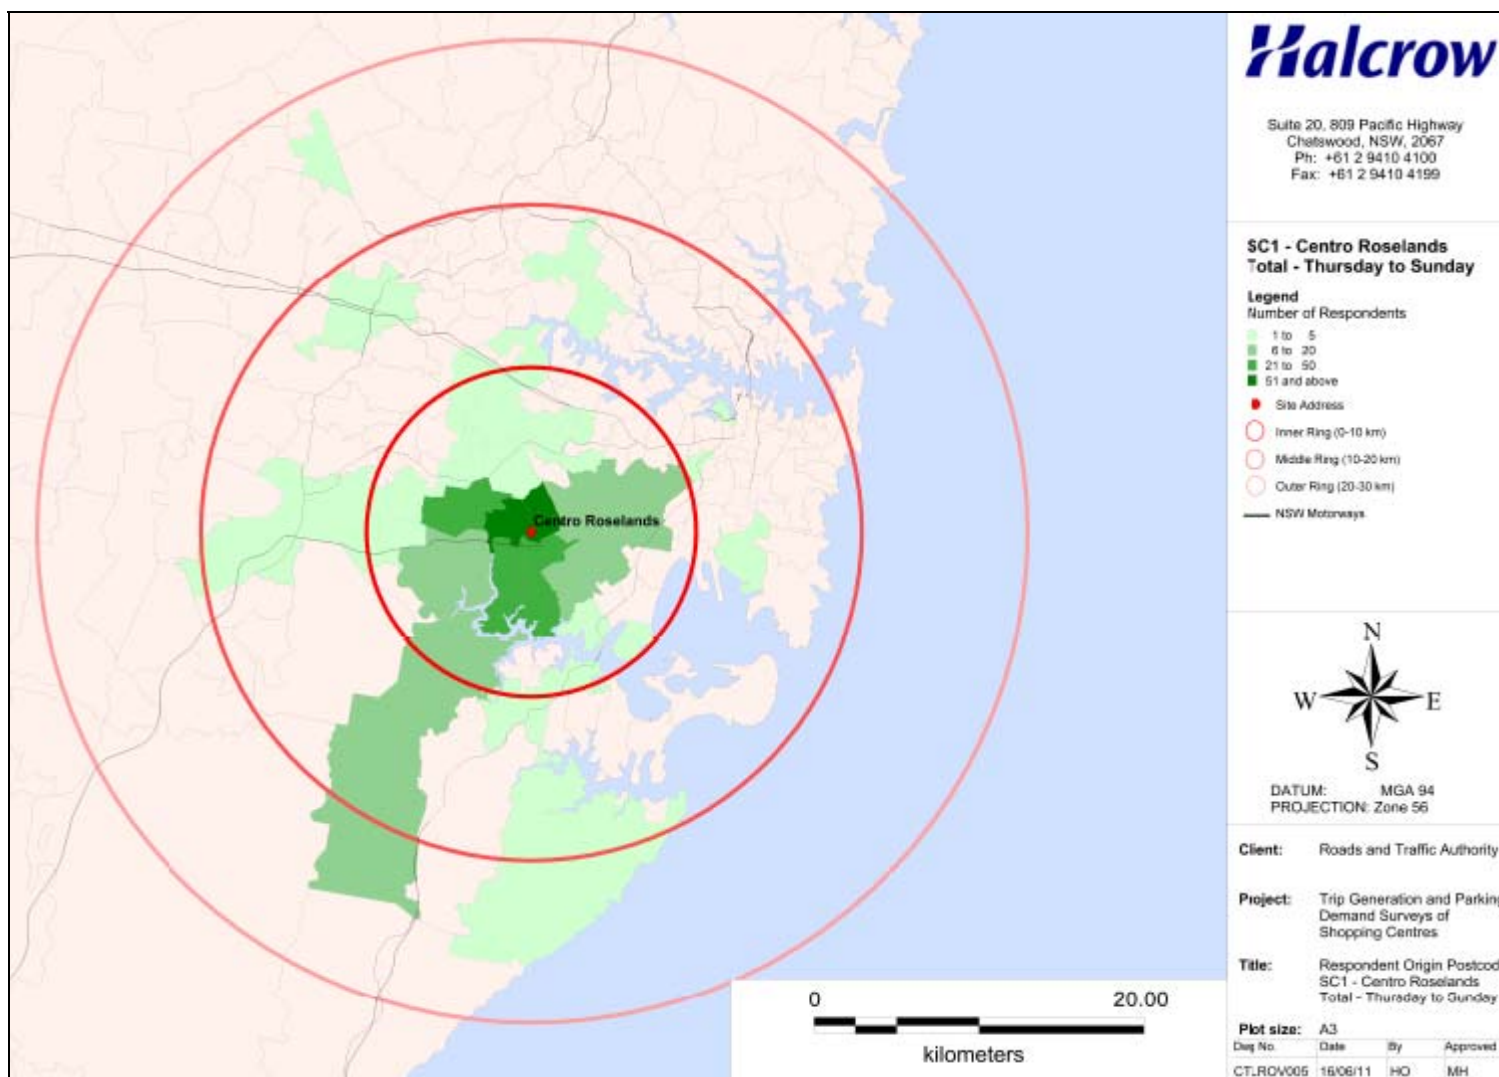 Halcrow
Suite 20, 809 Pacific Highway
Chatswood, NSW, 2067
Ph: +61 2 9410 4100
Fax: +61 2 9410 4199
SC1 - Centro Roselands
Total - Thursday to Sunday
Legend
Number of Respondents
1 to 5
6 to 20
21 to 50
51 and above
Site Address
Inner Ring (0-10 km)
Middle Ring (10-20 km)
Outer Ring (20-30 km)
NSW Motorways
Centro Roselands
N
W E
S
DATUM: MGA 94
PROJECTION: Zone 56
Client: Roads and Traffic Authority
Project: Trip Generation and Parking
Demand Surveys of
Shopping Centres
Title: Respondent Origin Postcod
SC1 - Centro Roselands
Total - Thursday to Sunday
Plot size: A3
Dwg No. Date By Approved
CTLROV005 16/06/11 HO MH
0 20.00
kilometers